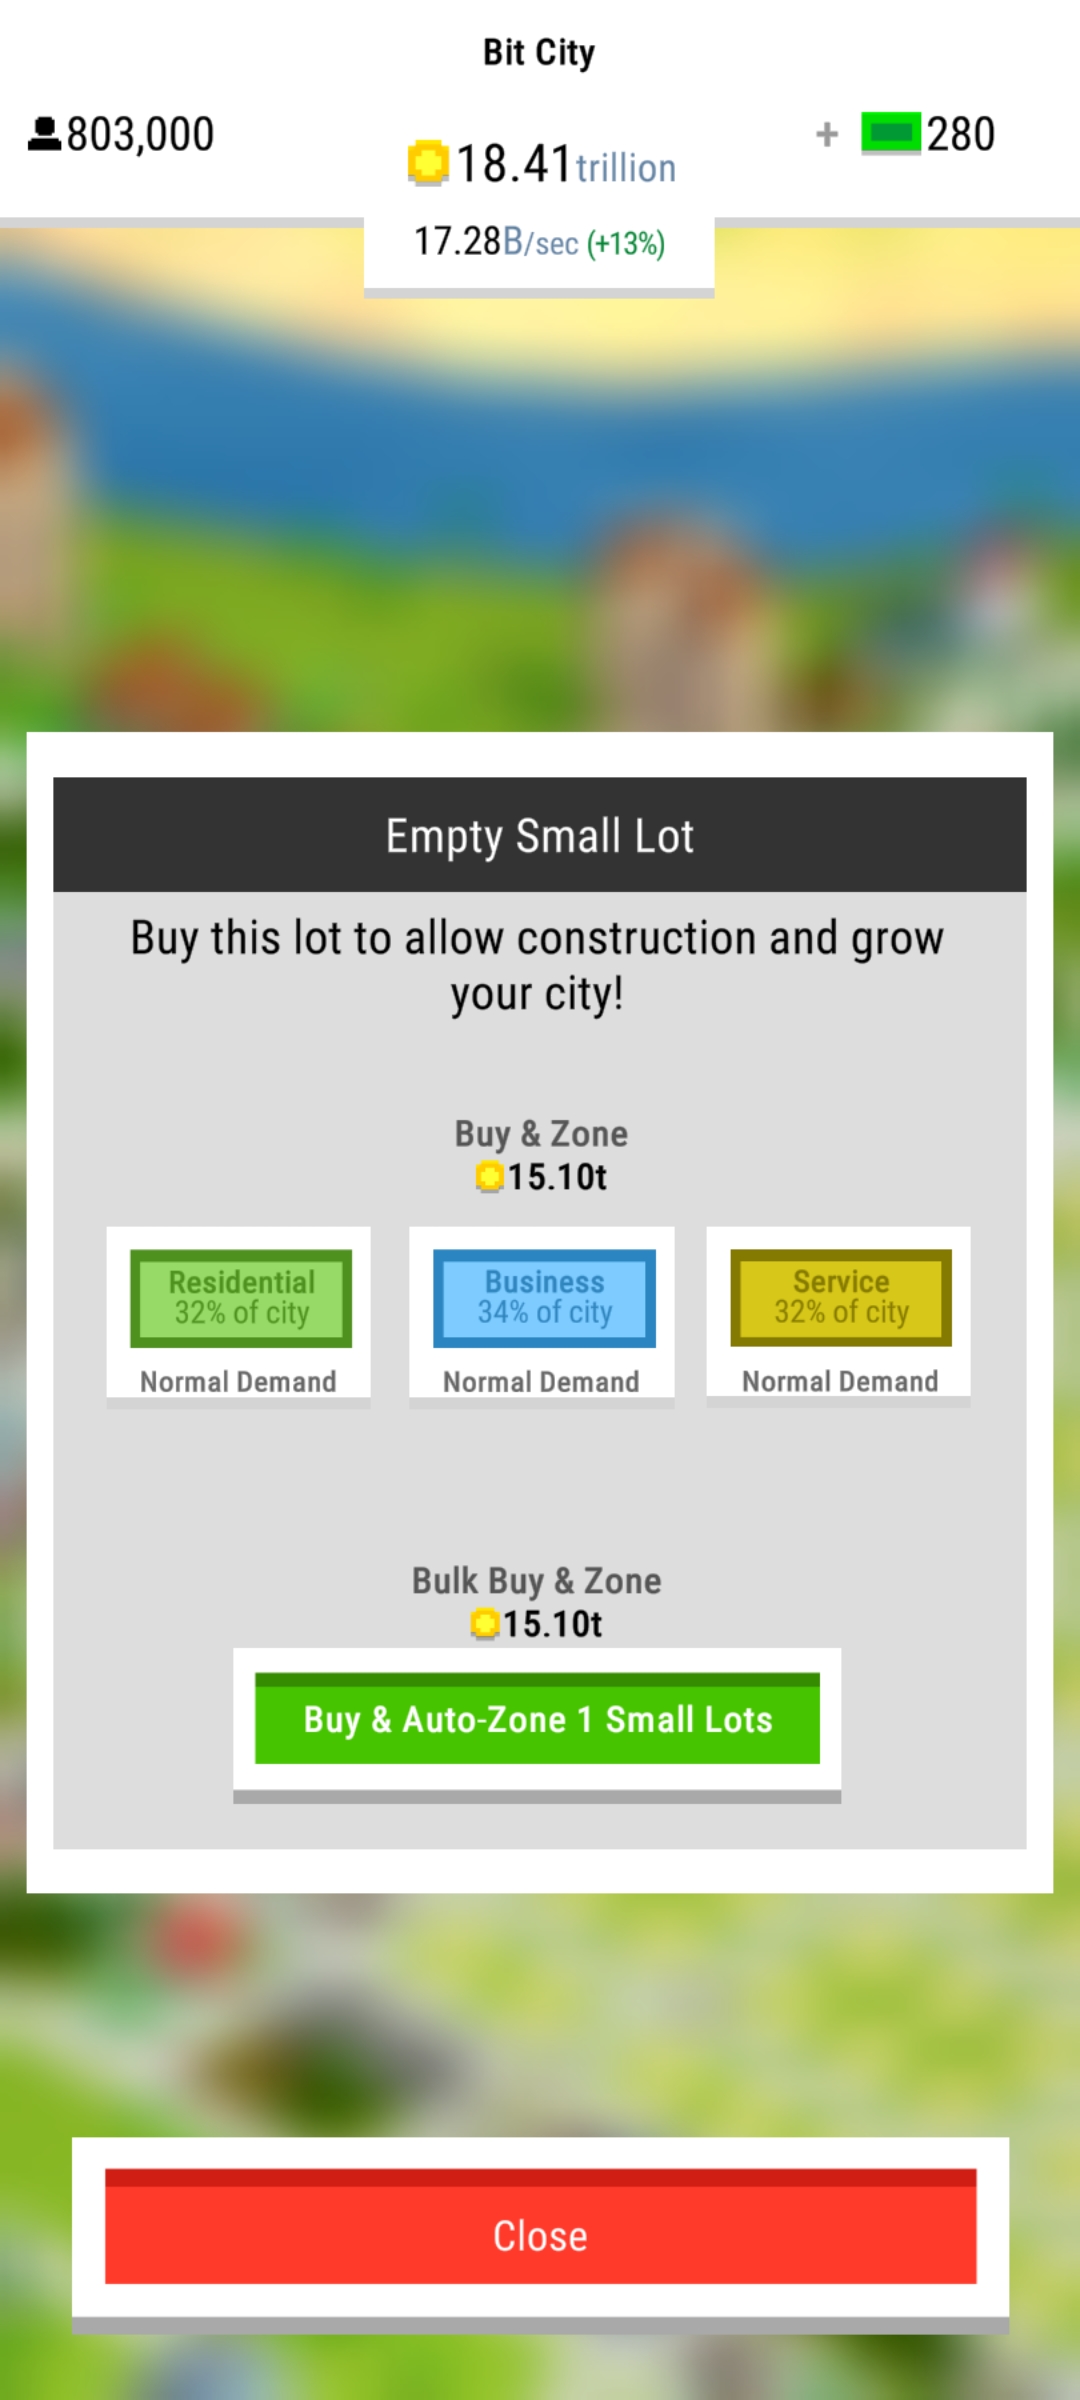 Bit City
803,000
18.41trillion
+ 280
17.28B/sec (+13%)
Empty Small Lot
Buy this lot to allow construction and grow
your city!
Buy & Zone
15.10t
Residential
32% of city
Normal Demand
Business
34% of city
Normal Demand
Service
32% of city
Normal Demand
Bulk Buy & Zone
15.10t
Buy & Auto-Zone 1 Small Lots
Close